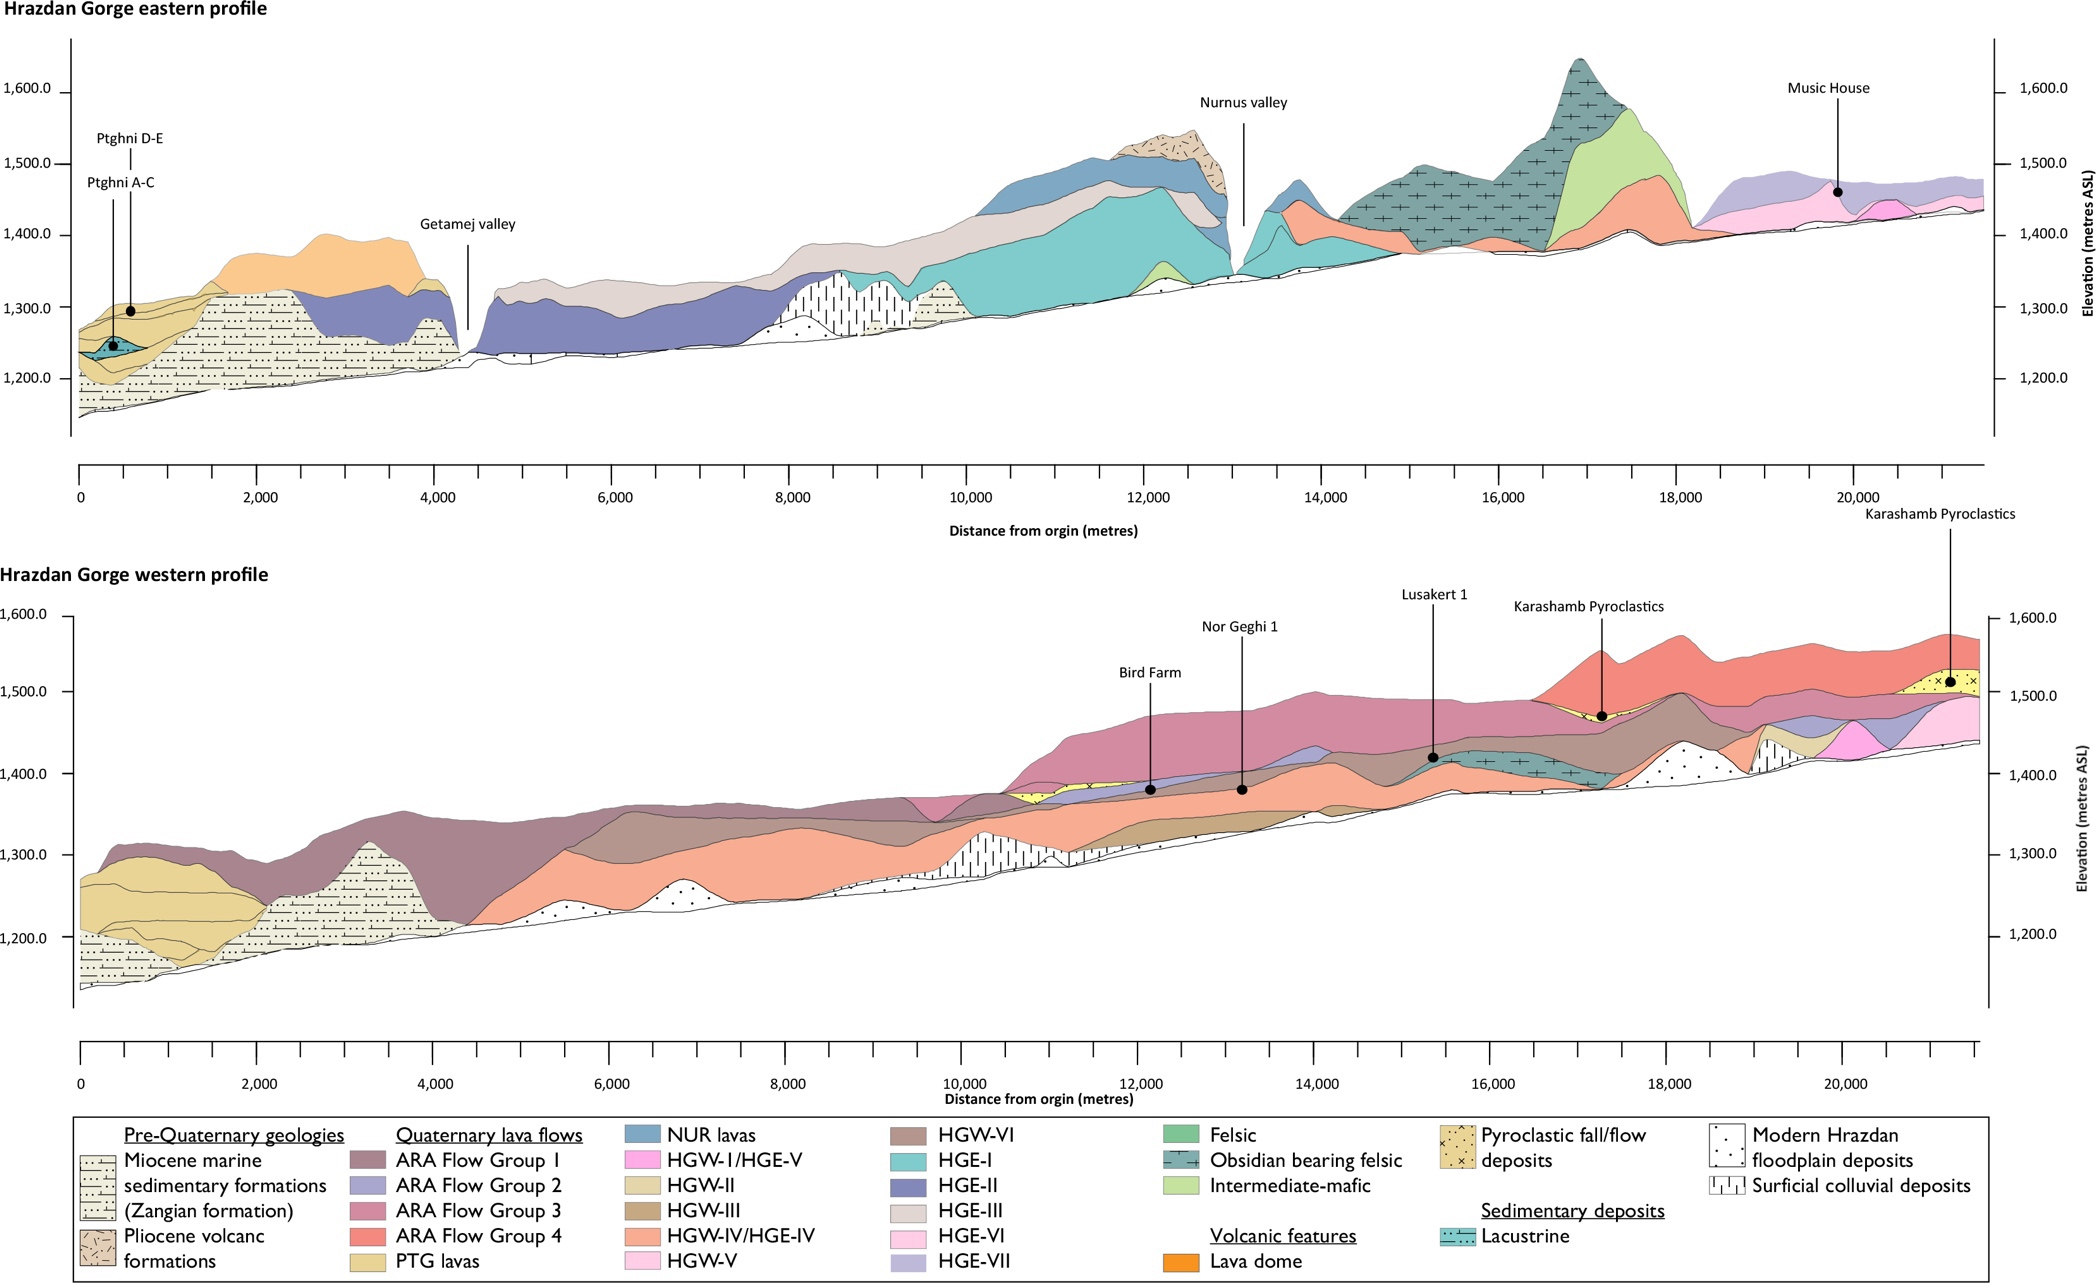 Hrazdan Gorge eastern profile
1,600.0
1,500.0
1,400.0
1,300.0
1,200.0
Ptghni D-E
Ptghni A-C
Getamej valley
Nurnus valley
Music House
1,600.0
1,500.0
1,400.0
1,300.0
1,200.0
Elevation (metres ASL)
0 2,000 4,000 6,000 8,000 10,000 12,000 14,000 16,000 18,000 20,000
Distance from orgin (metres)
Karashamb Pyroclastics
Hrazdan Gorge western profile
1,600.0
1,500.0
1,400.0
1,300.0
1,200.0
Bird Farm
Nor Geghi 1
Lusakert 1
Karashamb Pyroclastics
1,600.0
1,500.0
1,400.0
1,300.0
1,200.0
Elevation (metres ASL)
0 2,000 4,000 6,000 8,000 10,000 12,000 14,000 16,000 18,000 20,000
Distance from orgin (metres)
Pre-Quaternary geologies
Miocene marine
sedimentary formations
(Zangian formation)
Pliocene volcanc
formations
Quaternary lava flows
ARA Flow Group 1
ARA Flow Group 2
ARA Flow Group 3
ARA Flow Group 4
PTG lavas
NUR lavas
HGW-1/HGE-V
HGW-II
HGW-III
HGW-IV/HGE-IV
HGW-V
HGW-VI
HGE-I
HGE-II
HGE-III
HGE-VI
HGE-VII
Felsic
Obsidian bearing felsic
Intermediate-mafic
Volcanic features
Lava dome
Pyroclastic fall/flow
deposits
Sedimentary deposits
Lacustrine
Modern Hrazdan
floodplain deposits
Surficial colluvial deposits